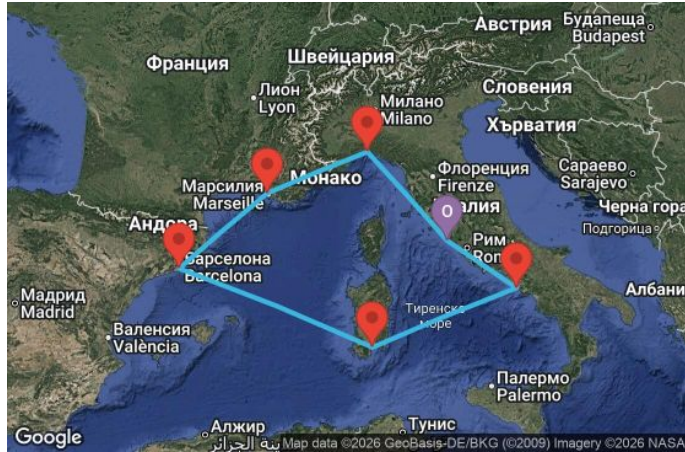 Австрия
Будапеща
Budapest
Франция
Швейцария
Лион
Lyon
Милано
Milano
Словения
Хърватия
Марсилия
Marseille
Монако
Флоренция
Firenze
Сараево
Sarajevo
Андора
O
Черна гора
Подгорица
Барселона
Barcelona
Рим
Мадрид
Madrid
Тиренско
море
Албани
Валенсия
València
Палермо
Palermo
Алжир
Тунис
Google
Map data ©2026 GeoBasis-DE/BKG (©2009) Imagery ©2026 NASA